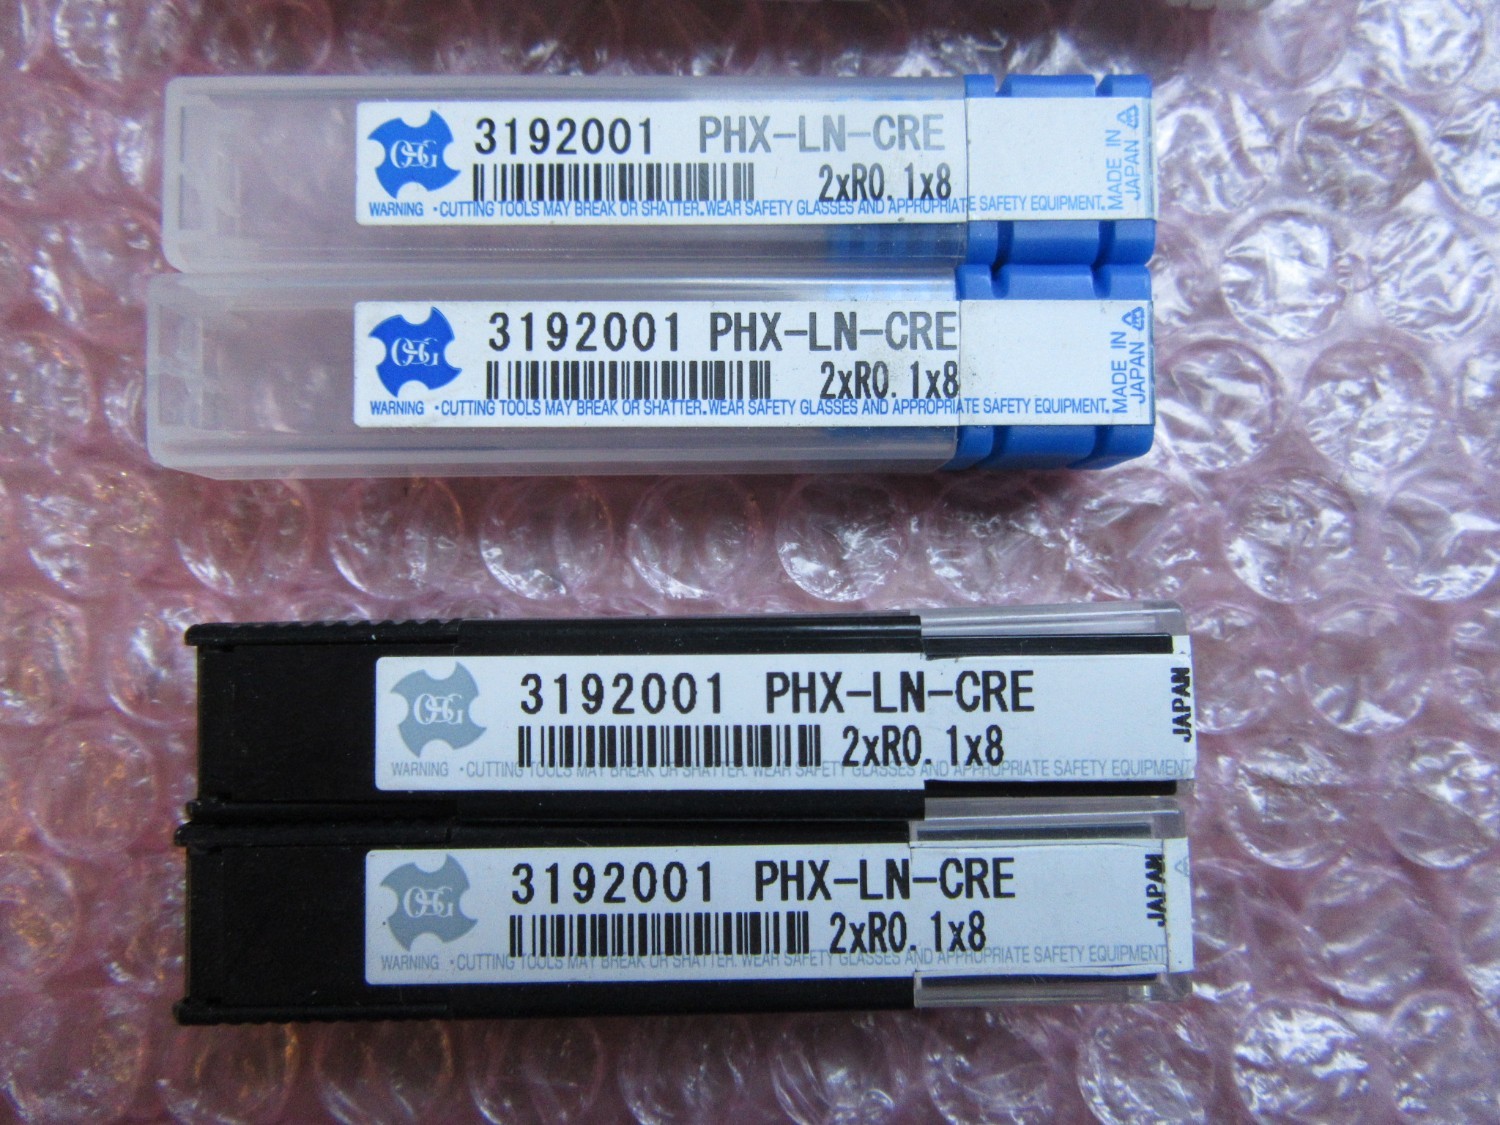 OSG
3192001 PHX-LN-CRE
2xR0.1x8
WARNING ・CUTTING TOOLS MAY BREAK OR SHATTER. WEAR SAFETY GLASSES AND APPROPRIATE SAFETY EQUIPMENT.
MADE IN
JAPAN
OSG
3192001 PHX-LN-CRE
2xR0.1x8
WARNING ・CUTTING TOOLS MAY BREAK OR SHATTER. WEAR SAFETY GLASSES AND APPROPRIATE SAFETY EQUIPMENT.
MADE IN
JAPAN
OSG
3192001 PHX-LN-CRE
2xR0.1x8
WARNING ・CUTTING TOOLS MAY BREAK OR SHATTER. WEAR SAFETY GLASSES AND APPROPRIATE SAFETY EQUIPMENT
JAPAN
OSG
3192001 PHX-LN-CRE
2xR0.1x8
WARNING ・CUTTING TOOLS MAY BREAK OR SHATTER. WEAR SAFETY GLASSES AND APPROPRIATE SAFETY EQUIPMENT
JAPAN